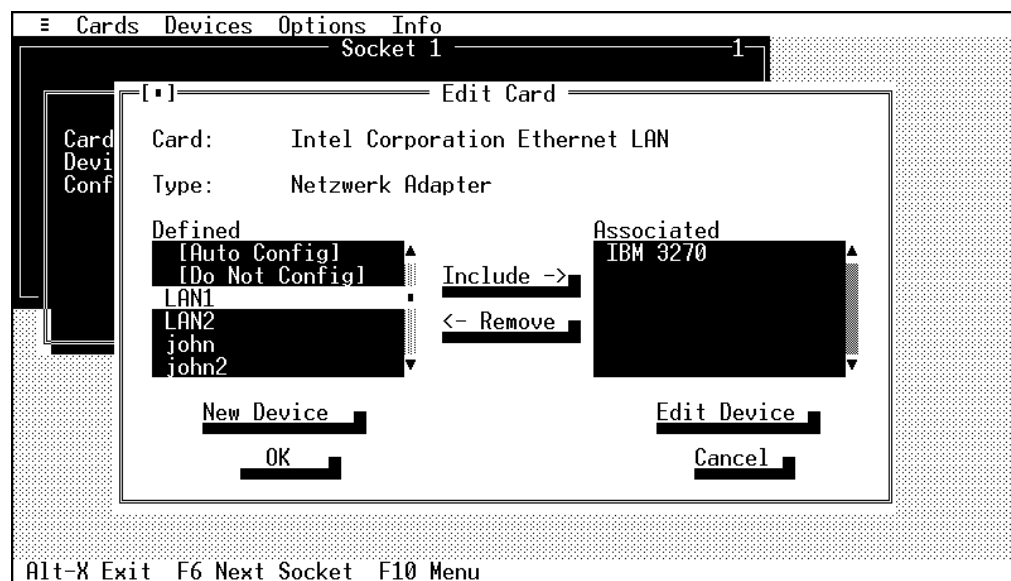 ≡ Cards Devices Options Info
Socket 1 1
[▪] Edit Card
Card: Intel Corporation Ethernet LAN
Type: Netzwerk Adapter
Card
Devi
Conf
Defined
[Auto Config]
[Do Not Config]
LAN1
LAN2
john
john2
Include ->
<- Remove
Associated
IBM 3270
New Device
Edit Device
OK
Cancel
Alt-X Exit F6 Next Socket F10 Menu